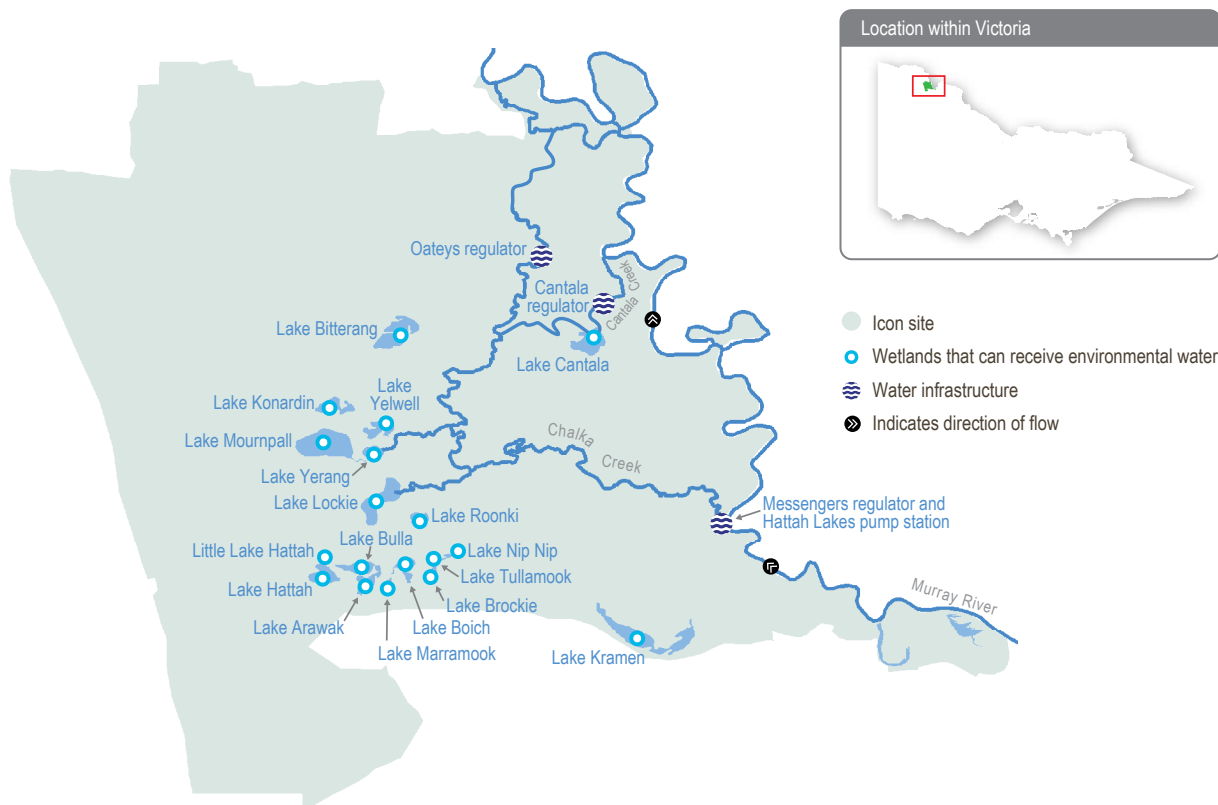 Location within Victoria
Oateys regulator
Cantala
regulator
Cantala Creek
Lake Bitterang
Lake Cantala
Icon site
Wetlands that can receive environmental water
Water infrastructure
Indicates direction of flow
Lake
Yelwell
Lake Konardin
Lake Mournpall
Chalka
Creek
Lake Yerang
Lake Lockie
Messengers regulator and
Hattah Lakes pump station
Lake Roonki
Lake Bulla
Little Lake Hattah
Lake Nip Nip
Lake Tullamook
Lake Hattah
Lake Brockie
Murray River
Lake Arawak
Lake Boich
Lake Marramook
Lake Kramen